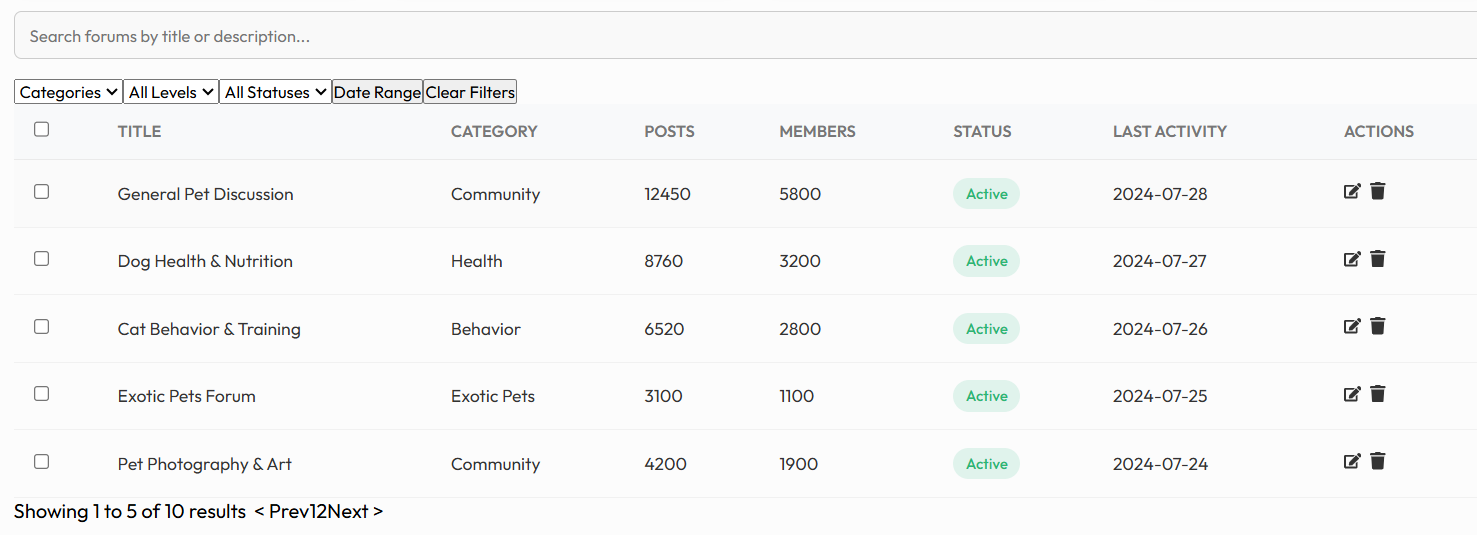 Search forums by title or description...
Categories All Levels All Statuses Date Range Clear Filters
TITLE CATEGORY POSTS MEMBERS STATUS LAST ACTIVITY ACTIONS
General Pet Discussion Community 12450 5800 Active 2024-07-28
Dog Health & Nutrition Health 8760 3200 Active 2024-07-27
Cat Behavior & Training Behavior 6520 2800 Active 2024-07-26
Exotic Pets Forum Exotic Pets 3100 1100 Active 2024-07-25
Pet Photography & Art Community 4200 1900 Active 2024-07-24
Showing 1 to 5 of 10 results < Prev12Next >